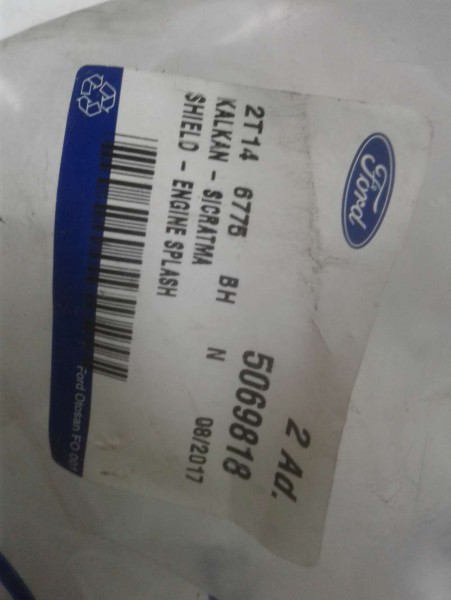 Ford
2T14 6775 BH N 5069818
KALKAN - SICRATMA
SHIELD - ENGINE SPLASH
08/2017
2 Ad.
Ford Otosan FO 001